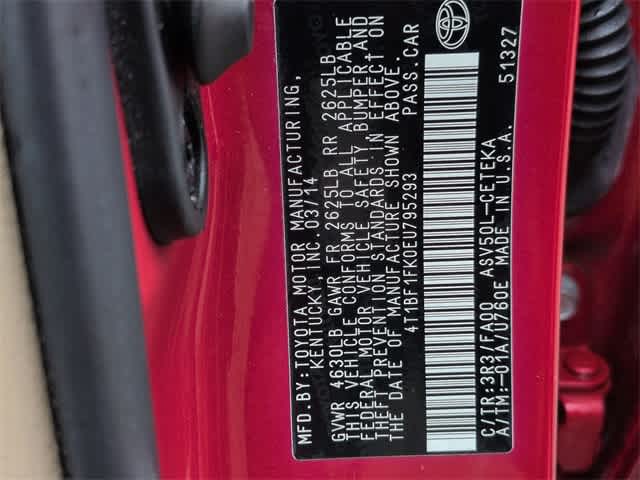 MFD. BY: TOYOTA MOTOR MANUFACTURING,
KENTUCKY, INC. 03/14
GVWR 4630LB GAWR FR 2625LB RR 2625LB
THIS VEHICLE CONFORMS TO ALL APPLICABLE
FEDERAL MOTOR VEHICLE SAFETY, BUMPER AND
THEFT PREVENTION STANDARDS IN EFFECT ON
THE DATE OF MANUFACTURE SHOWN ABOVE.
4T1BF1FK0EU795293 PASS. CAR
C/TR:3R3/FA00 ASV50L-CETEKA
A/TM:-01A/U760E MADE IN U.S.A. 51327